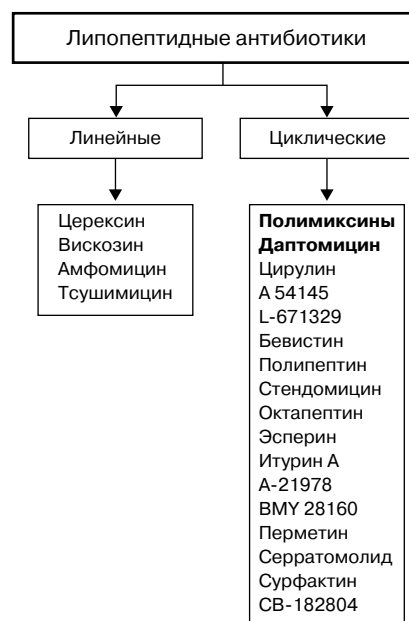 Липопептидные антибиотики
Линейные
Циклические
Церексин
Вискозин
Амфомицин
Тсушимицин
Полимиксины
Даптомицин
Цирулин
А 54145
L-671329
Бевистин
Полипептин
Стендомицин
Октапептин
Эсперин
Итурин А
А-21978
BMY 28160
Перметин
Серратомолид
Сурфактин
СВ-182804